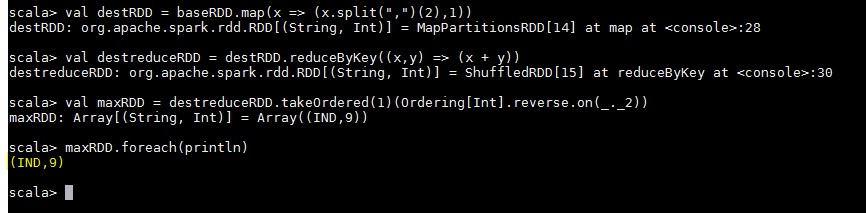 scala> val destRDD = baseRDD.map(x => (x.split(",")(2),1))
destRDD: org.apache.spark.rdd.RDD[(String, Int)] = MapPartitionsRDD[14] at map at <console>:28
scala> val destreduceRDD = destRDD.reduceByKey((x,y) => (x + y))
destreduceRDD: org.apache.spark.rdd.RDD[(String, Int)] = ShuffledRDD[15] at reduceByKey at <console>:30
scala> val maxRDD = destreduceRDD.takeOrdered(1)(Ordering[Int].reverse.on(_._2))
maxRDD: Array[(String, Int)] = Array((IND,9))
scala> maxRDD.foreach(println)
(IND,9)
scala>